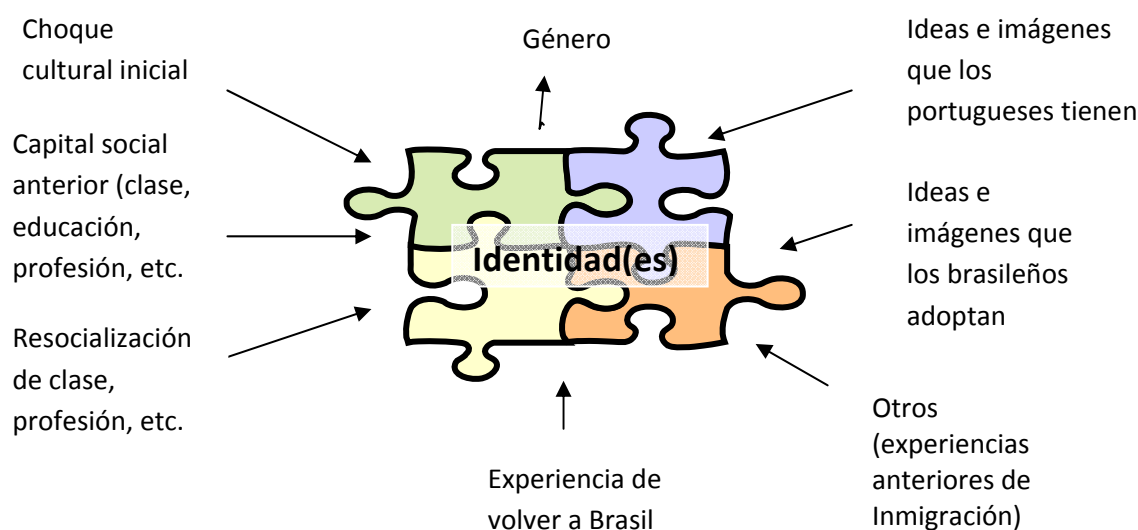 Choque
cultural inicial
Capital social
anterior (clase,
educación,
profesión, etc.
Resocialización
de clase,
profesión, etc.
Género
Identidad(es)
Experiencia de
volver a Brasil
Ideas e imágenes
que los
portugueses tienen
Ideas e
imágenes que
los brasileños
adoptan
Otros
(experiencias
anteriores de
Inmigración)